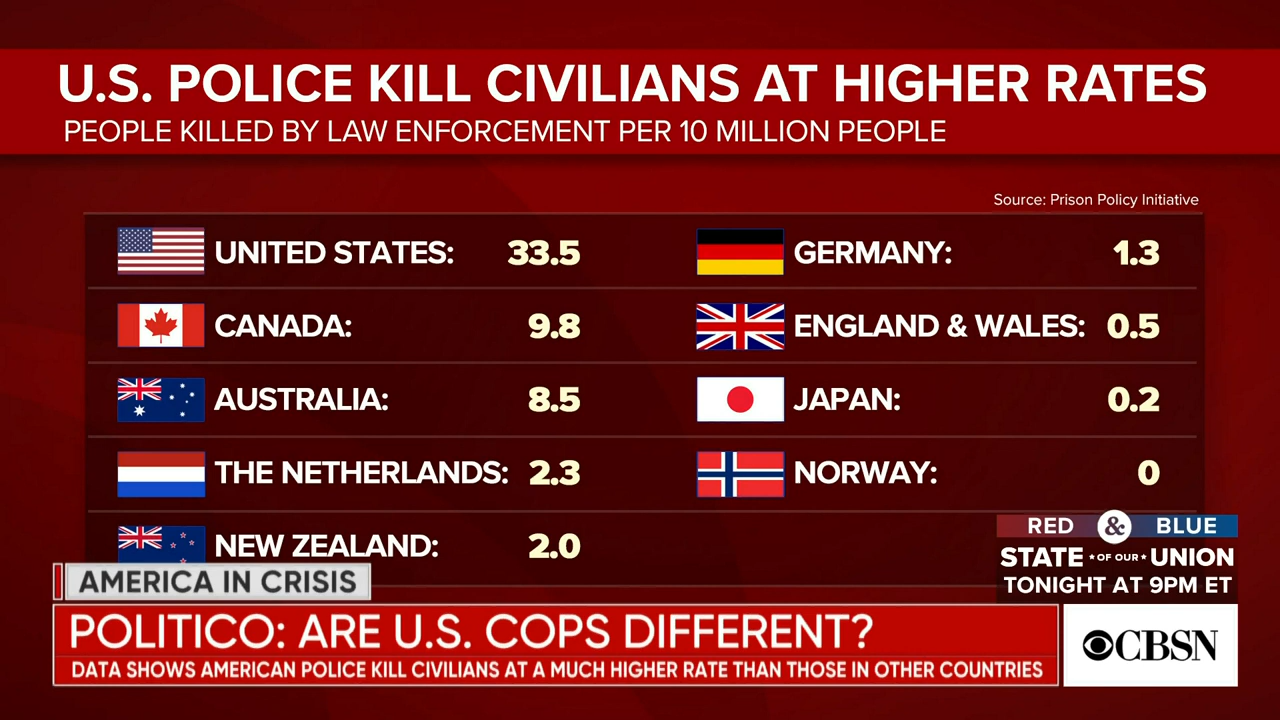 U.S. POLICE KILL CIVILIANS AT HIGHER RATES
PEOPLE KILLED BY LAW ENFORCEMENT PER 10 MILLION PEOPLE
Source: Prison Policy Initiative
UNITED STATES: 33.5
CANADA: 9.8
AUSTRALIA: 8.5
THE NETHERLANDS: 2.3
NEW ZEALAND: 2.0
GERMANY: 1.3
ENGLAND & WALES: 0.5
JAPAN: 0.2
NORWAY: 0
RED & BLUE
STATE *OF OUR* UNION
TONIGHT AT 9PM ET
AMERICA IN CRISIS
POLITICO: ARE U.S. COPS DIFFERENT?
DATA SHOWS AMERICAN POLICE KILL CIVILIANS AT A MUCH HIGHER RATE THAN THOSE IN OTHER COUNTRIES
CBSN